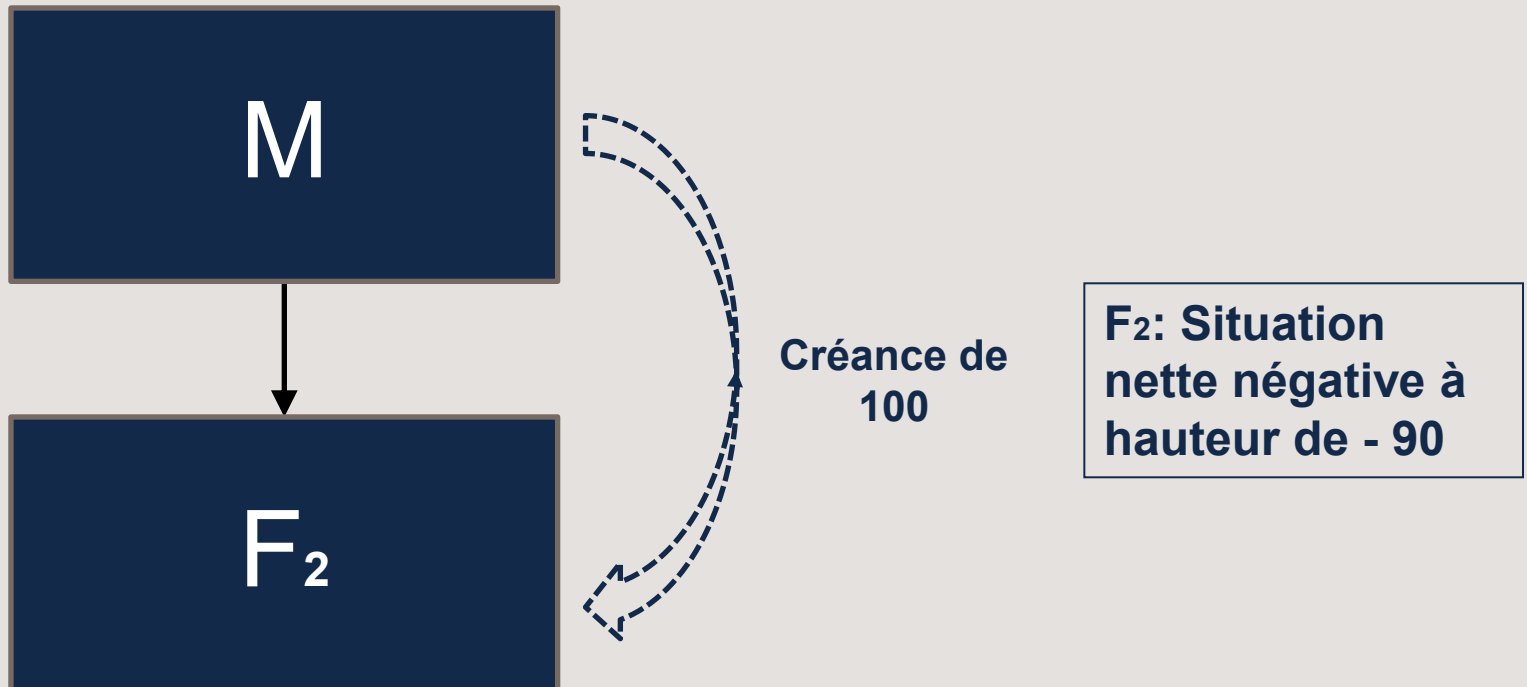 M
Créance de
100
F2: Situation
nette négative à
hauteur de - 90
F2